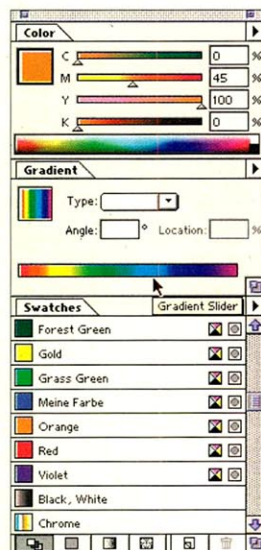 Color
C 0 %
M 45
Y 100
K 0 %
Gradient
Type:
Angle: ° Location: %
Swatches Gradient Slider
Forest Green
Gold
Grass Green
Meine Farbe
Orange
Red
Violet
Black, White
Chrome